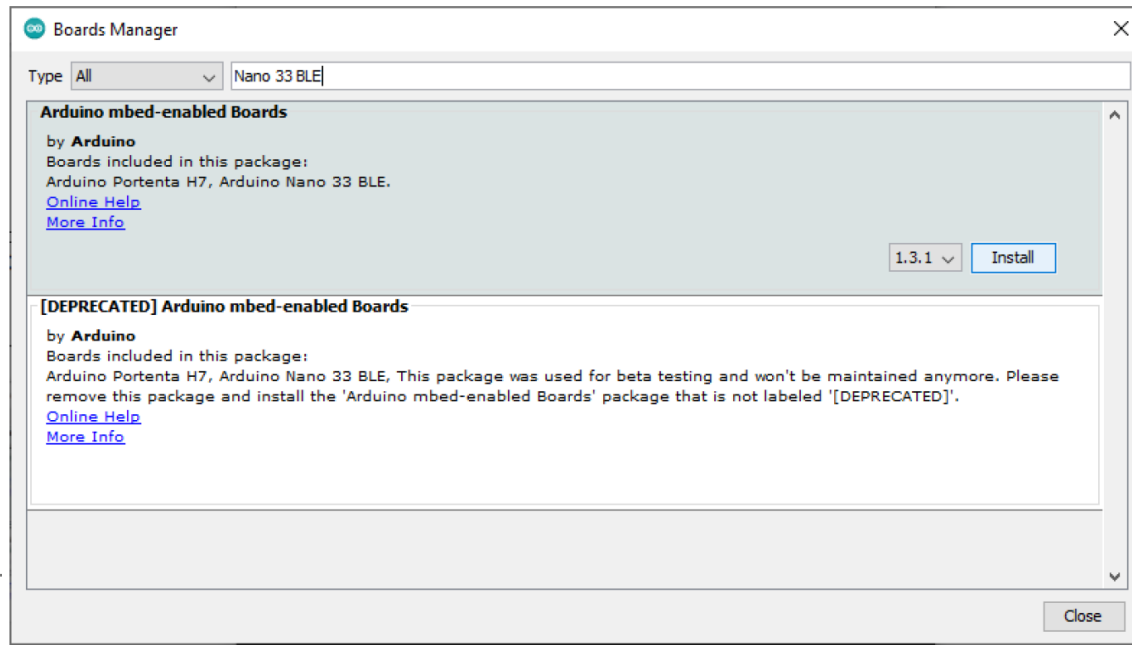 Boards Manager
Type All Nano 33 BLE
Arduino mbed-enabled Boards
by Arduino
Boards included in this package:
Arduino Portenta H7, Arduino Nano 33 BLE.
Online Help
More Info
1.3.1 Install
[DEPRECATED] Arduino mbed-enabled Boards
by Arduino
Boards included in this package:
Arduino Portenta H7, Arduino Nano 33 BLE, This package was used for beta testing and won't be maintained anymore. Please
remove this package and install the 'Arduino mbed-enabled Boards' package that is not labeled '[DEPRECATED]'.
Online Help
More Info
Close